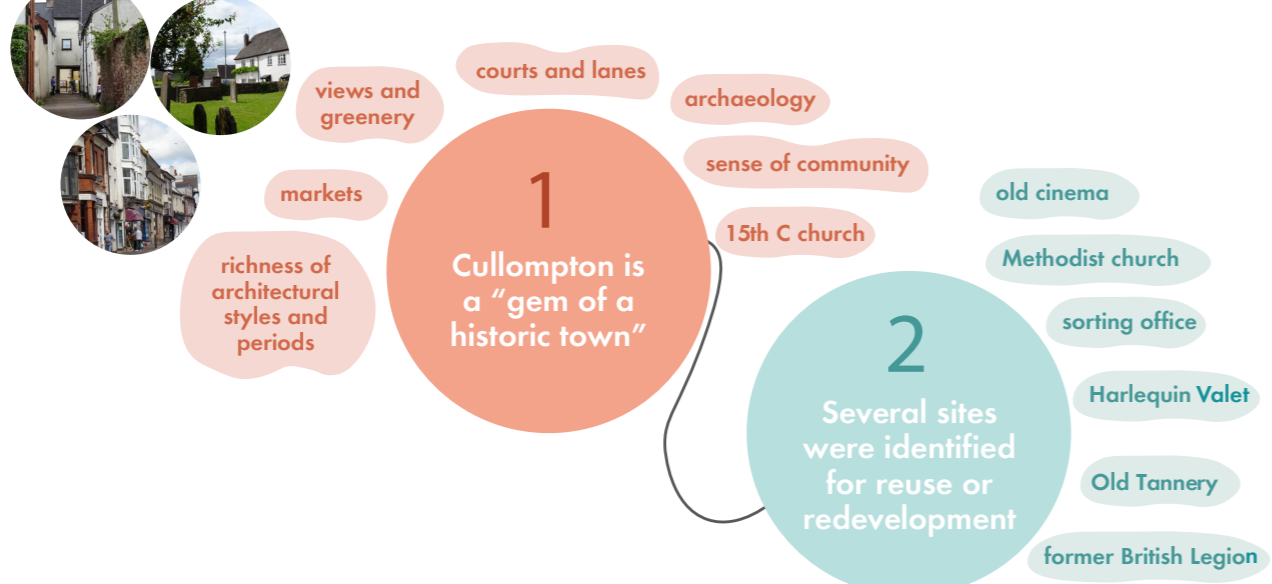 views and
greenery
courts and lanes
archaeology
sense of community
markets
15th C church
richness of
architectural
styles and
periods
1
Cullompton is
a “gem of a
historic town”
old cinema
Methodist church
sorting office
Harlequin Valet
Old Tannery
former British Legion
2
Several sites
were identified
for reuse or
redevelopment